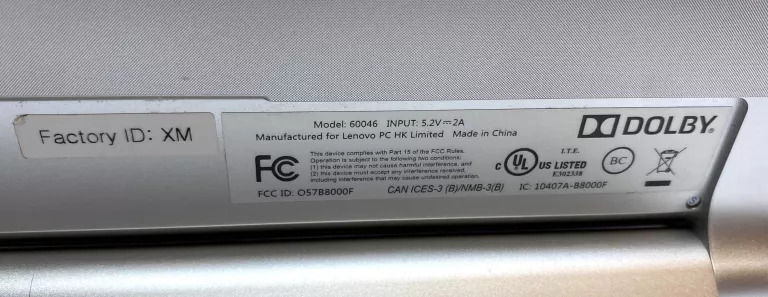 Factory ID: XM
Model: 60046 INPUT: 5.2V⎓2A
Manufactured for Lenovo PC HK Limited Made in China
DOLBY®
FC
This device complies with Part 15 of the FCC Rules.
Operation is subject to the following two conditions:
(1) this device may not cause harmful interference, and
(2) this device must accept any interference received,
including interference that may cause undesired operation.
FCC ID: O57B8000F
CAN ICES-3 (B)/NMB-3(B)
I.T.E.
c UL US LISTED
E302338
BC
IC: 10407A-B8000F